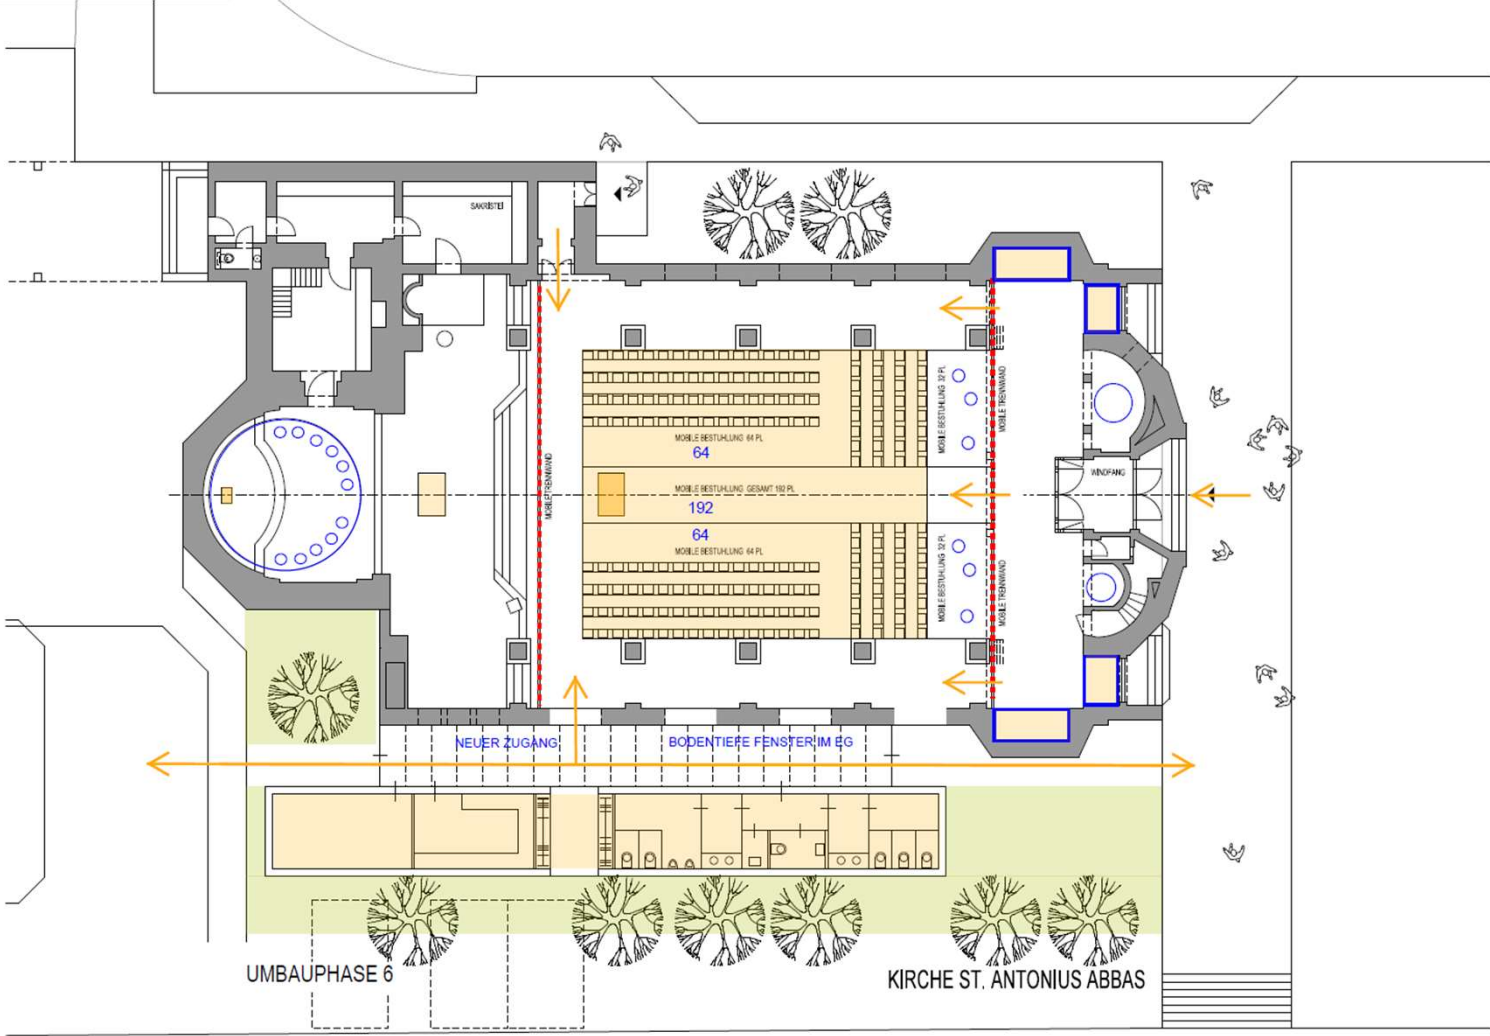 SAKRISTEI
MOBILE BESTUHLUNG 64 PL
64
MOBILE BESTUHLUNG GESAMT 192 PL
192
64
MOBILE BESTUHLUNG 64 PL
MOBILE TRENNWAND
MOBILE BESTUHLUNG 32 PL
MOBILE TRENNWAND
MOBILE BESTUHLUNG 32 PL
MOBILE TRENNWAND
WINDFANG
NEUER ZUGANG
BODENTIEFE FENSTER IM EG
UMBAUPHASE 6
KIRCHE ST. ANTONIUS ABBAS